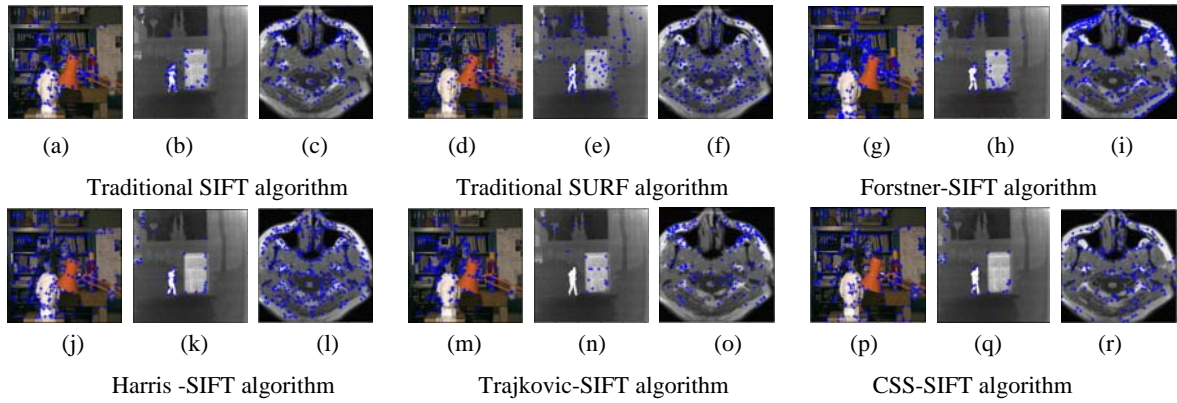 (a) (b) (c) (d) (e) (f) (g) (h) (i)
Traditional SIFT algorithm Traditional SURF algorithm Forstner-SIFT algorithm
(j) (k) (l) (m) (n) (o) (p) (q) (r)
Harris -SIFT algorithm Trajkovic-SIFT algorithm CSS-SIFT algorithm